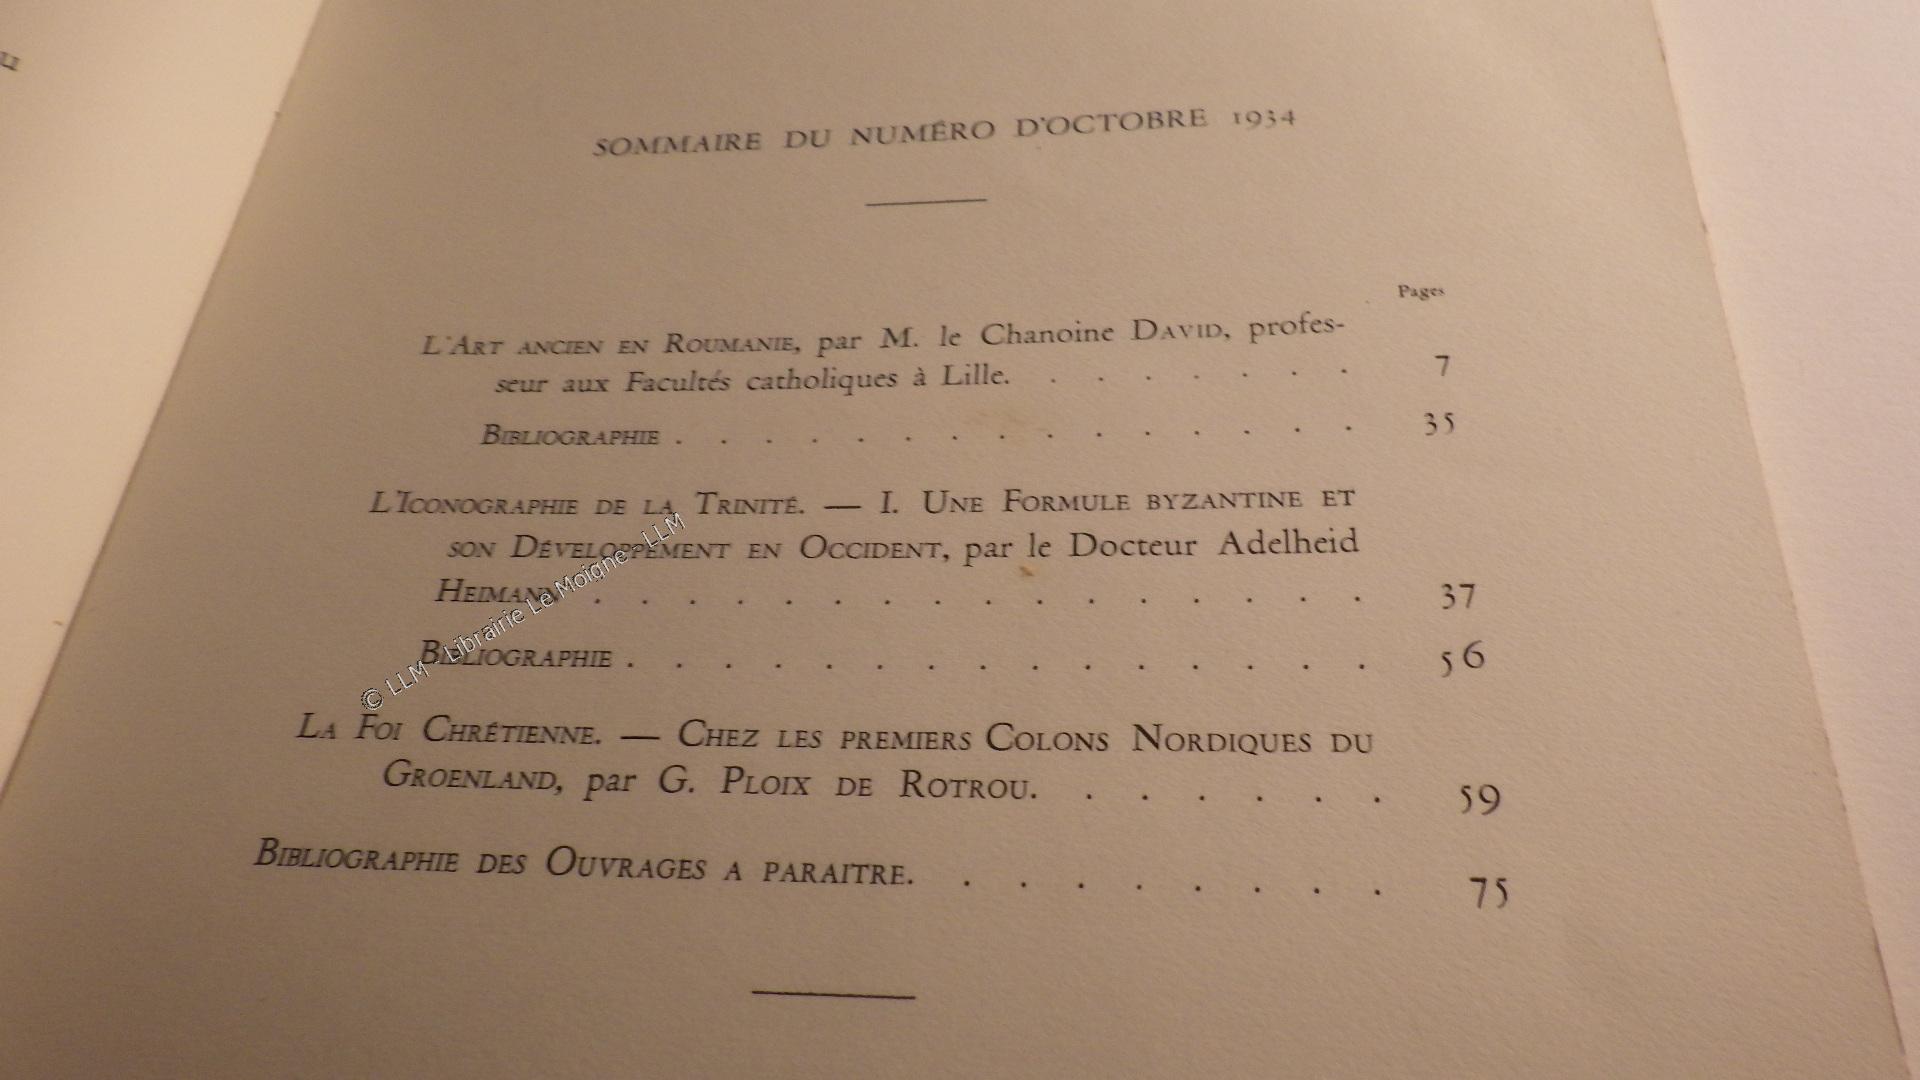 u
SOMMAIRE DU NUMÉRO D'OCTOBRE 1934
Pages
L'ART ANCIEN EN ROUMANIE, par M. le Chanoine DAVID, profes-
seur aux Facultés catholiques à Lille. . . . . . . . 7
BIBLIOGRAPHIE . . . . . . . . . . . . . . . 35
L'ICONOGRAPHIE DE LA TRINITÉ. — I. UNE FORMULE BYZANTINE ET
SON DÉVELOPPEMENT EN OCCIDENT, par le Docteur Adelheid
HEIMANN . . . . . . . . . . . . . . . . 37
BIBLIOGRAPHIE . . . . . . . . . . . . . . . 56
LA FOI CHRÉTIENNE. — CHEZ LES PREMIERS COLONS NORDIQUES DU
GROENLAND, par G. PLOIX DE ROTROU. . . . . . . 59
BIBLIOGRAPHIE DES OUVRAGES A PARAITRE. . . . . . . . . 75
© LLM - Librairie Le Moigne - LLM